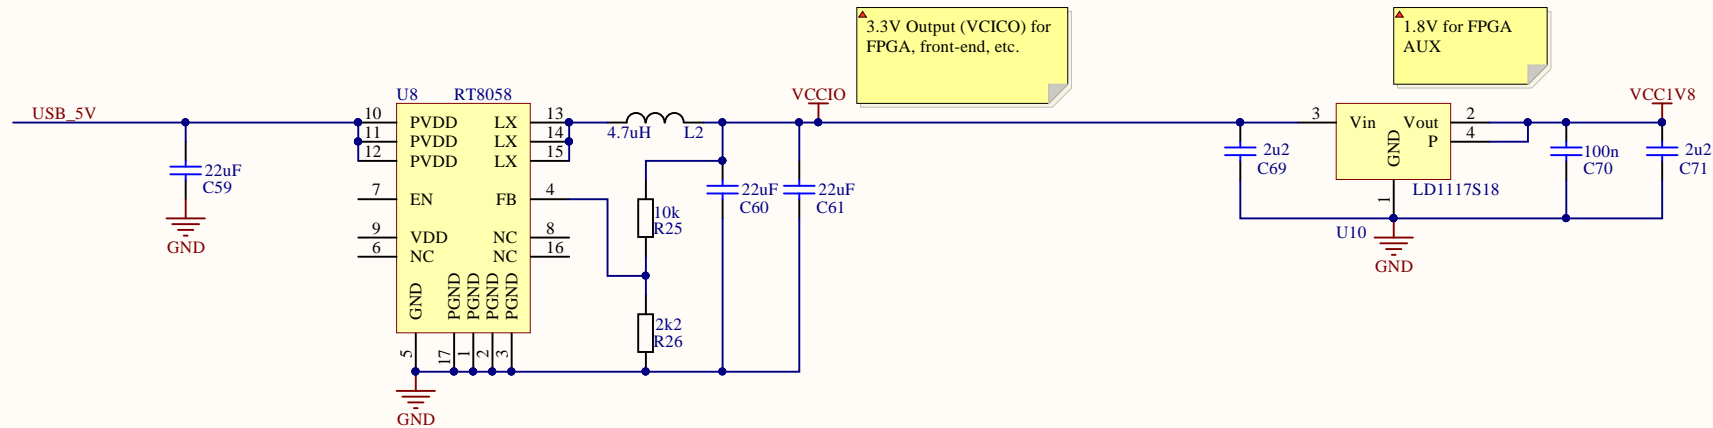 3.3V Output (VCICO) for
FPGA, front-end, etc.
1.8V for FPGA
AUX
USB_5V
22uF
C59
GND
U8
RT8058
10
PVDD
11
PVDD
12
PVDD
7
EN
9
VDD
6
NC
LX
13
LX
14
LX
15
FB
4
NC
8
NC
16
GND
PGND
PGND
PGND
PGND
5
17
1
2
3
GND
4.7uH
L2
10k
R25
2k2
R26
22uF
C60
22uF
C61
VCCIO
2u2
C69
3
Vin
Vout
2
P
4
GND
1
LD1117S18
U10
GND
100n
C70
VCC1V8
2u2
C71